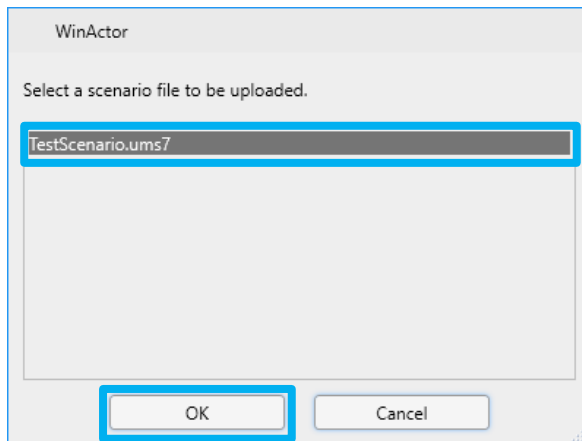 WinActor
Select a scenario file to be uploaded.
TestScenario.ums7
OK Cancel